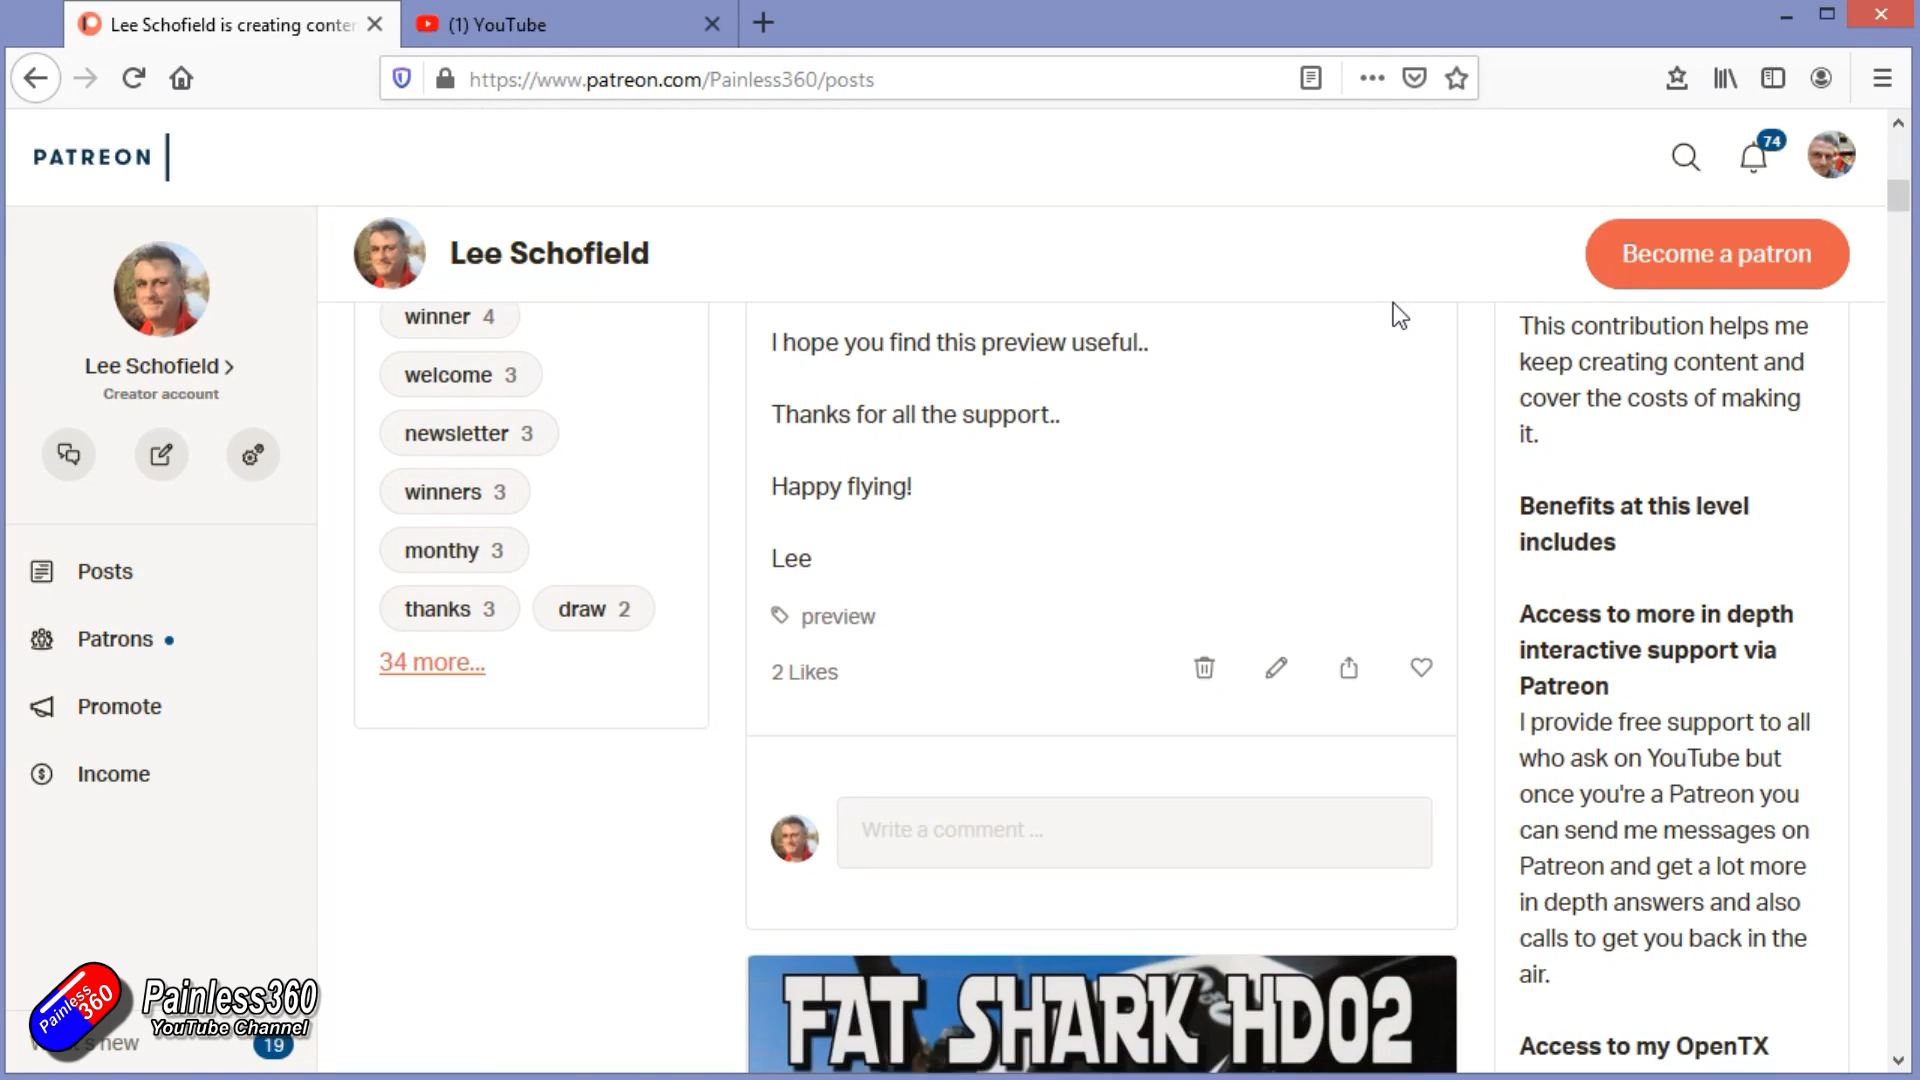 Lee Schofield is creating conter
(1) YouTube
https://www.patreon.com/Painless360/posts
PATREON
74
Lee Schofield
Become a patron
Lee Schofield
Creator account
Posts
Patrons
Promote
Income
19
winner 4
welcome 3
newsletter 3
winners 3
monthy 3
thanks 3
draw 2
34 more...
I hope you find this preview useful..
Thanks for all the support..
Happy flying!
Lee
preview
2 Likes
Write a comment ...
FAT SHARK HD02
This contribution helps me
keep creating content and
cover the costs of making
it.
Benefits at this level
includes
Access to more in depth
interactive support via
Patreon
I provide free support to all
who ask on YouTube but
once you're a Patreon you
can send me messages on
Patreon and get a lot more
in depth answers and also
calls to get you back in the
air.
Access to my OpenTX
Painless
360
Painless360
YouTube Channel
's new